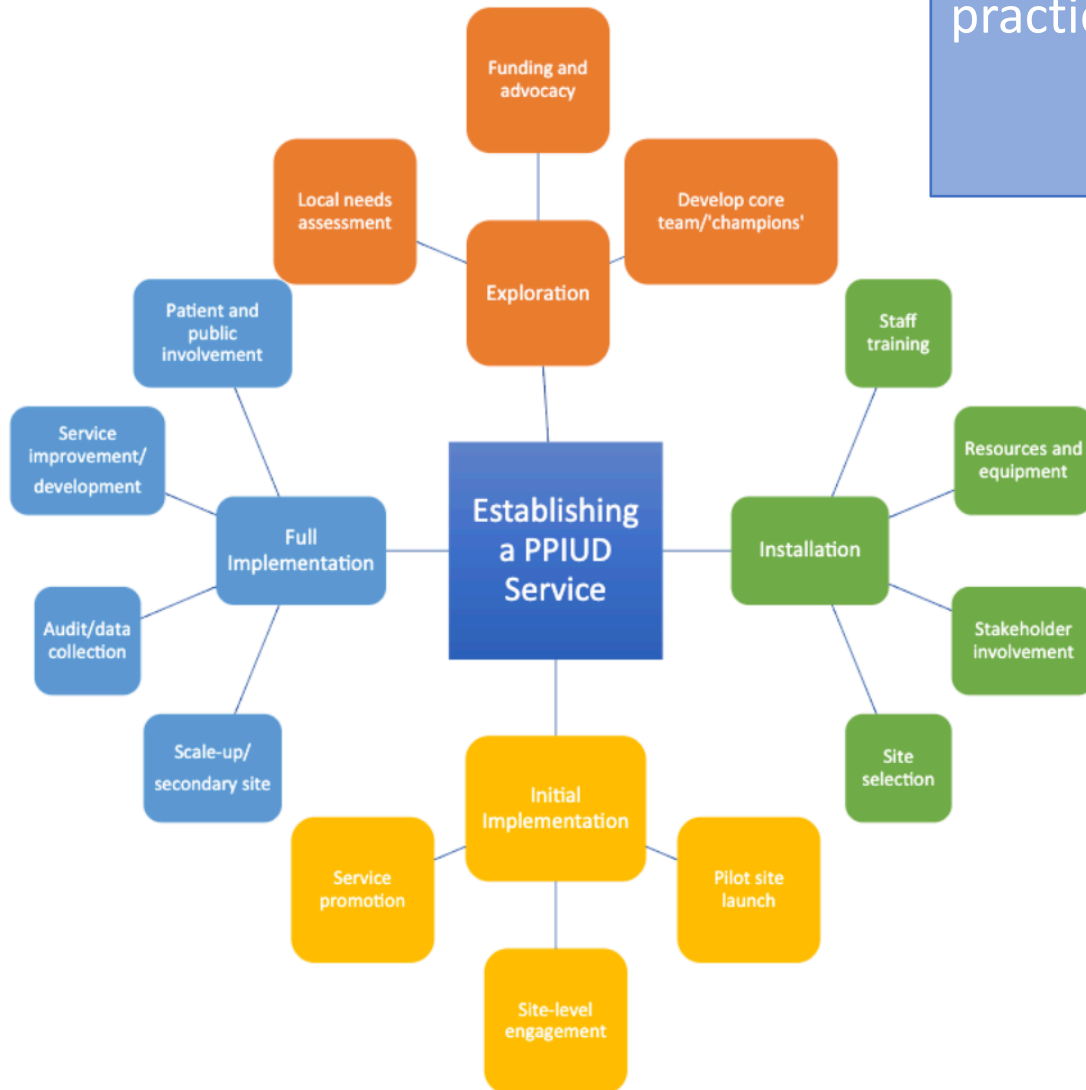 Funding and
advocacy
Local needs
assessment
Develop core
team/'champions'
Exploration
Patient and
public
involvement
Service
improvement/
development
Full
Implementation
Audit/data
collection
Scale-up/
secondary site
Establishing
a PPIUD
Service
Staff
training
Resources and
equipment
Installation
Stakeholder
involvement
Site
selection
Initial
Implementation
Service
promotion
Pilot site
launch
Site-level
engagement